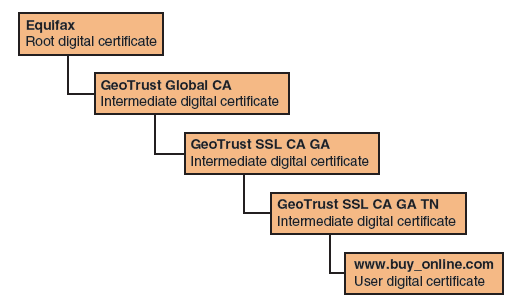 Equifax
Root digital certificate
GeoTrust Global CA
Intermediate digital certificate
GeoTrust SSL CA GA
Intermediate digital certificate
GeoTrust SSL CA GA TN
Intermediate digital certificate
www.buy_online.com
User digital certificate